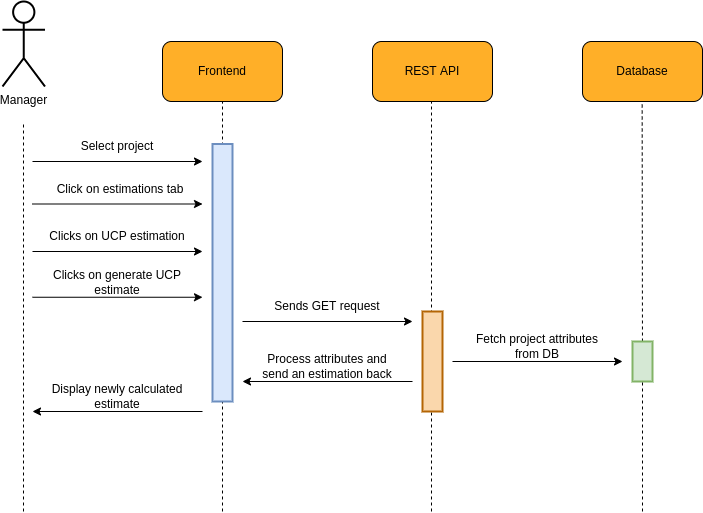 Manager
Frontend
REST API
Database
Select project
Click on estimations tab
Clicks on UCP estimation
Clicks on generate UCP
estimate
Sends GET request
Fetch project attributes
from DB
Process attributes and
send an estimation back
Display newly calculated
estimate